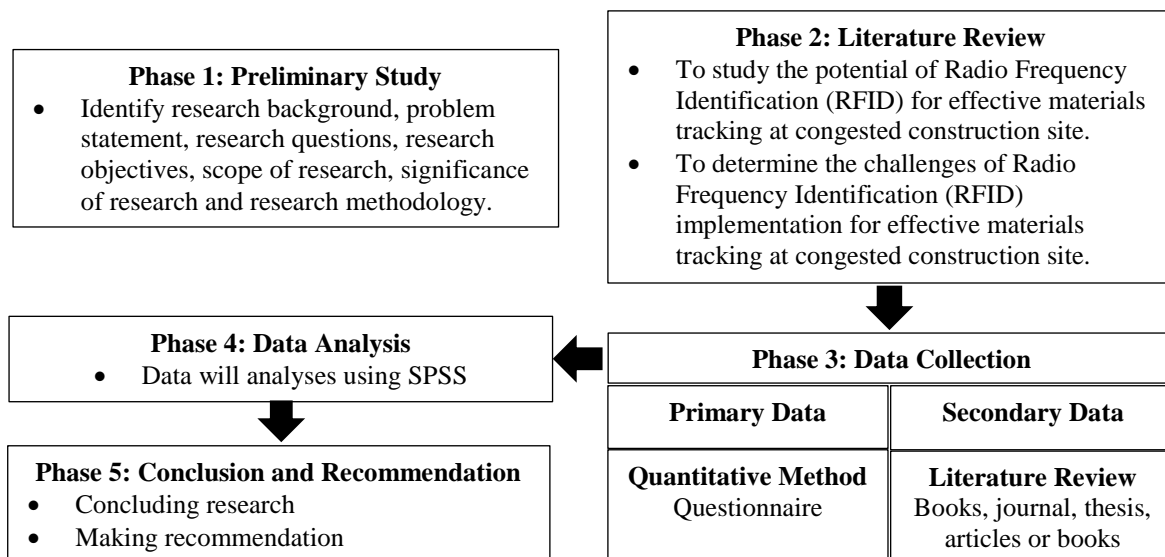 Phase 1: Preliminary Study
• Identify research background, problem
statement, research questions, research
objectives, scope of research, significance
of research and research methodology.
Phase 2: Literature Review
• To study the potential of Radio Frequency
Identification (RFID) for effective materials
tracking at congested construction site.
• To determine the challenges of Radio
Frequency Identification (RFID)
implementation for effective materials
tracking at congested construction site.
Phase 3: Data Collection
Primary Data
Quantitative Method
Questionnaire
Secondary Data
Literature Review
Books, journal, thesis,
articles or books
Phase 4: Data Analysis
• Data will analyses using SPSS
Phase 5: Conclusion and Recommendation
• Concluding research
• Making recommendation